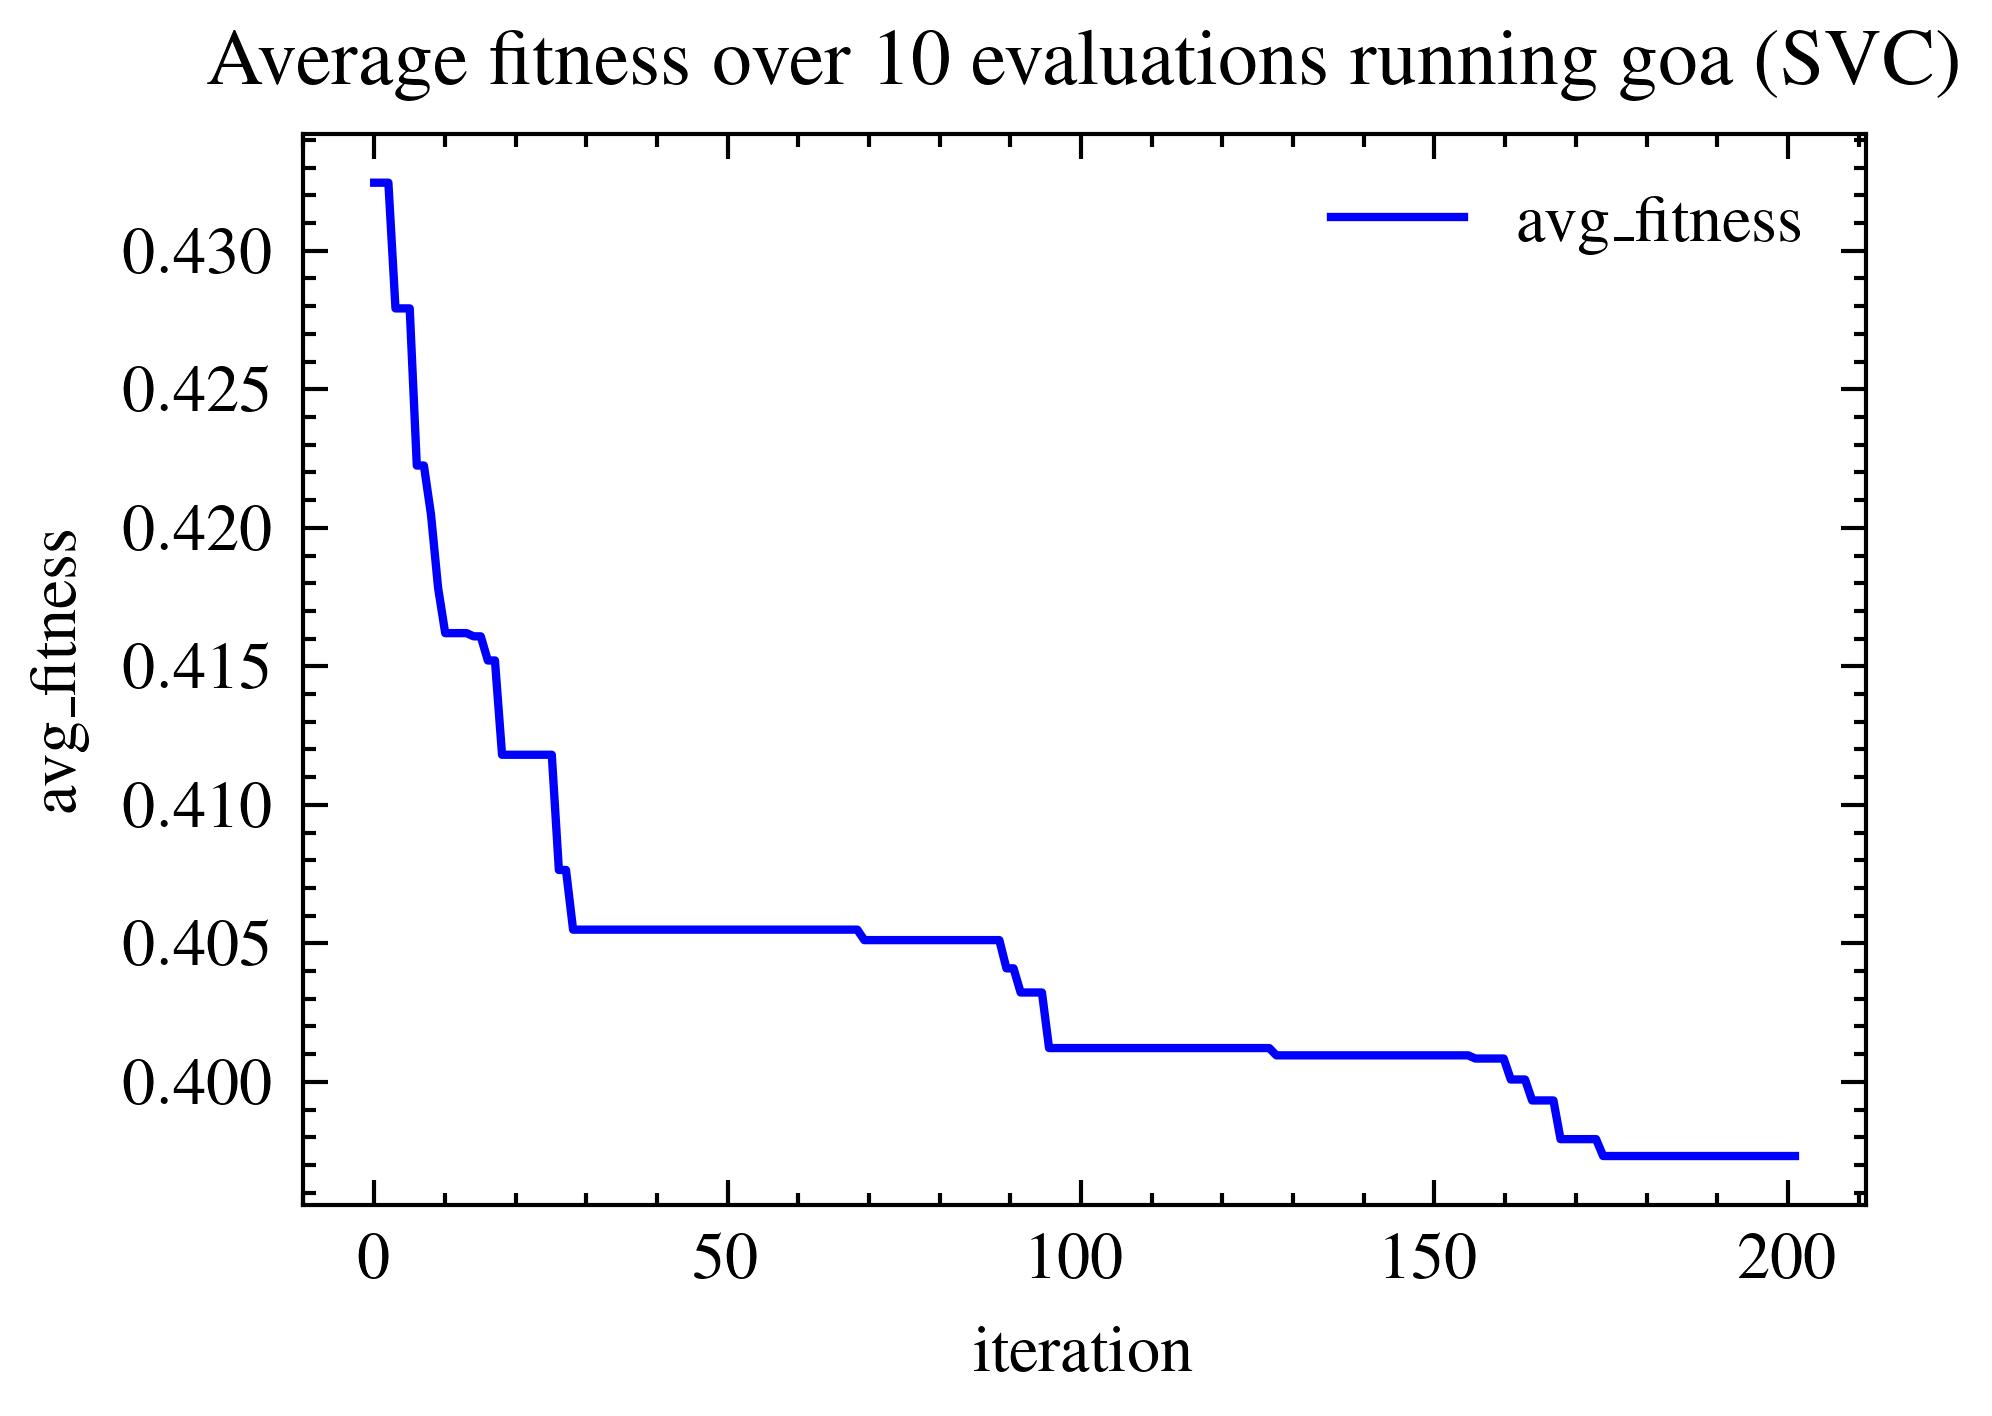 Average fitness over 10 evaluations running goa (SVC)
avg_fitness
0.430
0.425
0.420
0.415
0.410
0.405
0.400
avg_fitness
0 50 100 150 200
iteration